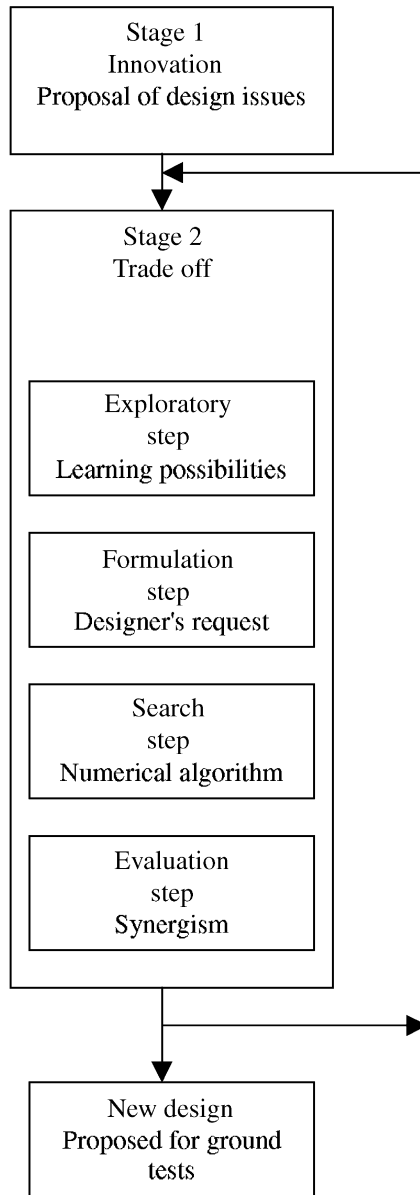 Stage 1
Innovation
Proposal of design issues
Stage 2
Trade off
Exploratory
step
Learning possibilities
Formulation
step
Designer's request
Search
step
Numerical algorithm
Evaluation
step
Synergism
New design
Proposed for ground
tests